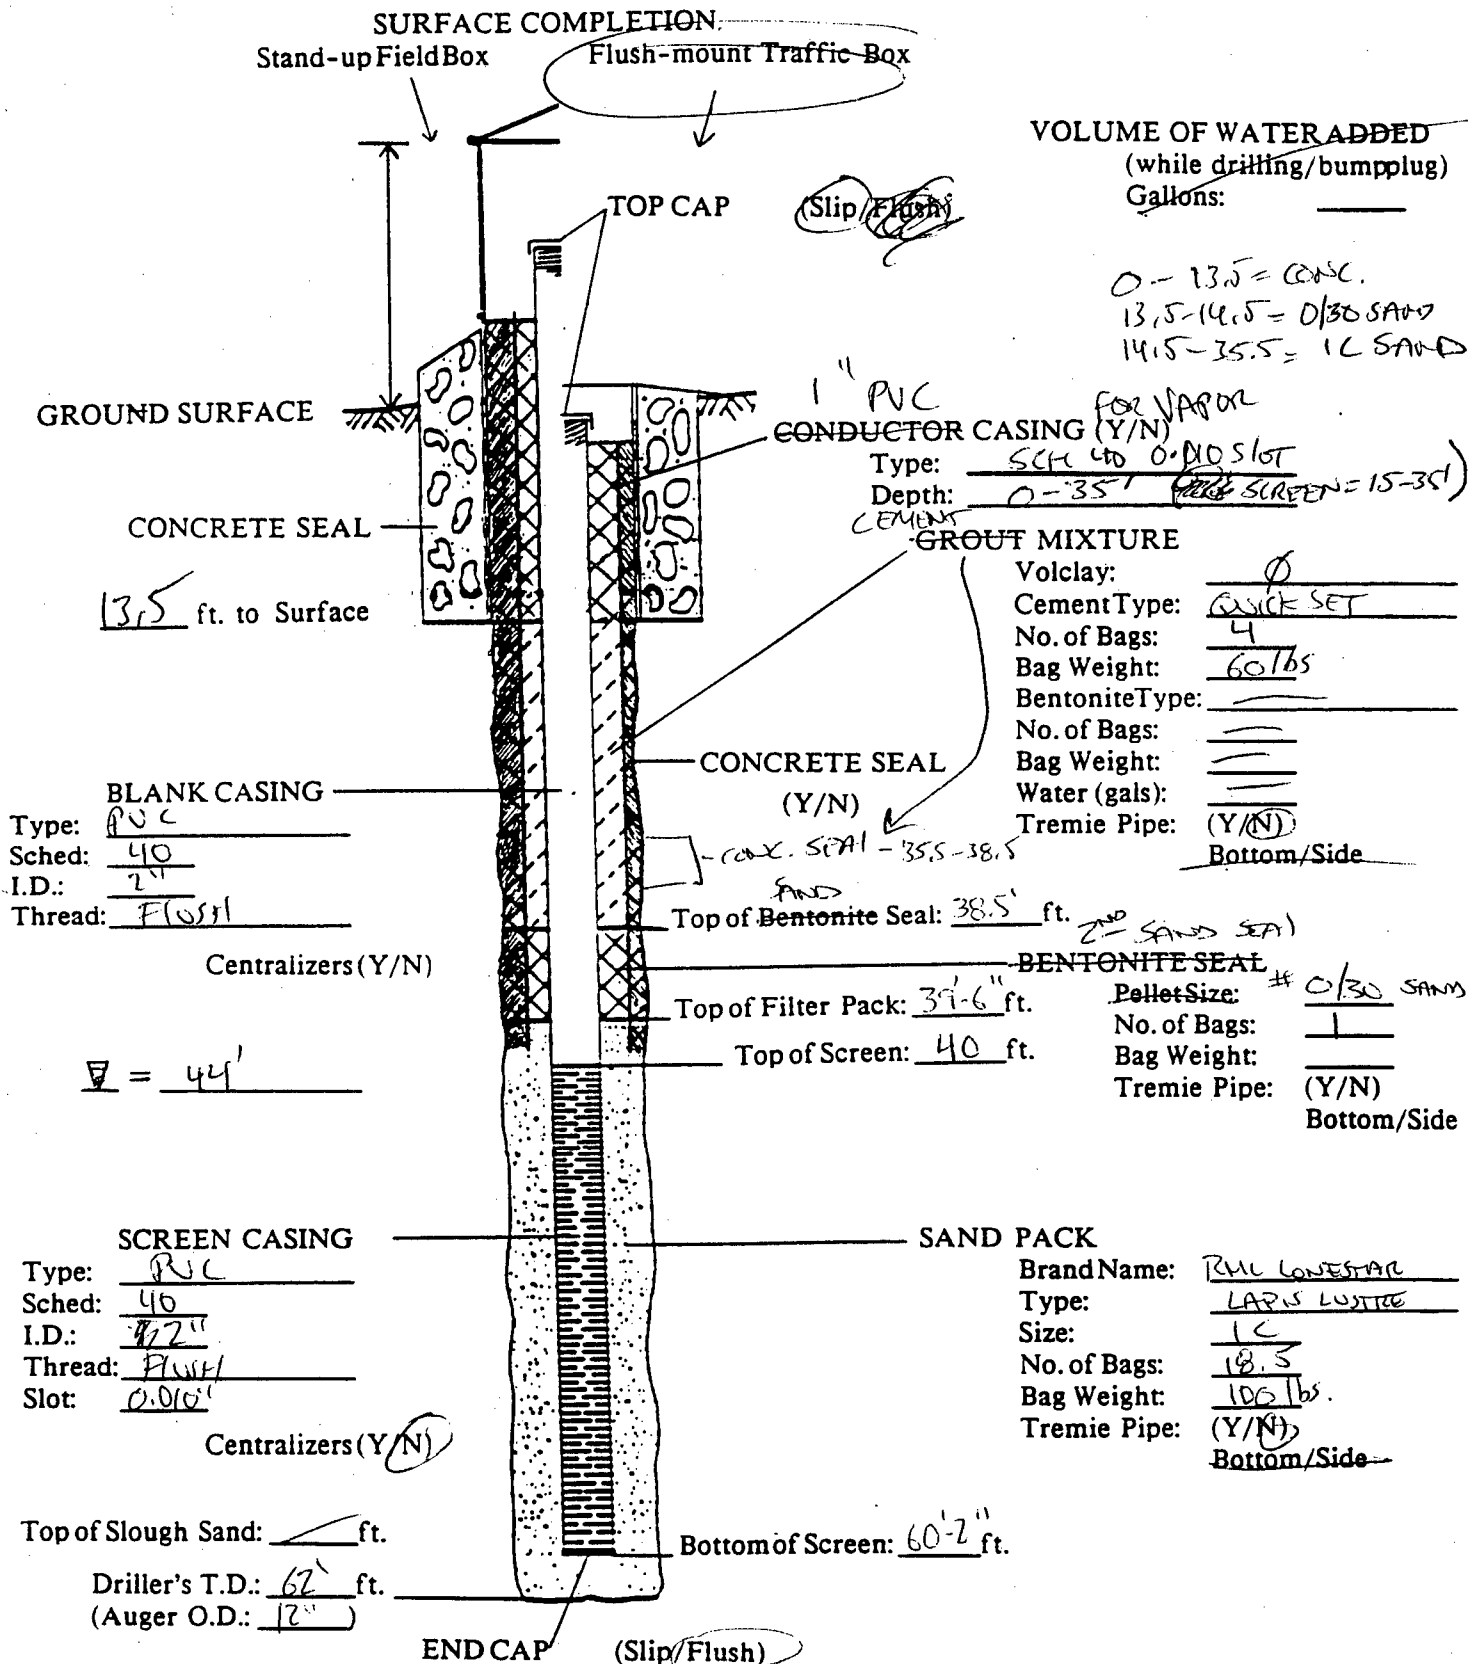 SURFACE COMPLETION
Stand-up Field Box
Flush-mount Traffic Box
VOLUME OF WATER ADDED
(while drilling/bumpplug)
Gallons:
TOP CAP (Slip/Flush)
0 - 13.5 = CONC.
13.5-14.5 = 0/30 SAND
14.5-35.5 = 1C SAND
1" PVC FOR VAPOR
GROUND SURFACE
CONDUCTOR CASING (Y/N)
Type: SCH 40 0.010 SLOT
Depth: 0-35' SCREEN = 15-35')
CONCRETE SEAL
13.5 ft. to Surface
CEMENT
GROUT MIXTURE
Volclay: Ø
Cement Type: QUICK SET
No. of Bags: 4
Bag Weight: 60 lbs
Bentonite Type: —
No. of Bags: —
Bag Weight: —
Water (gals): —
Tremie Pipe: (Y/N)
Bottom/Side
CONCRETE SEAL
(Y/N)
- CONC. SEAL - 35.5-38.5
BLANK CASING
Type: PVC
Sched: 40
I.D.: 2"
Thread: FLUSH
Centralizers (Y/N)
SAND
Top of Bentonite Seal: 38.5' ft.
2ND SAND SEAL
BENTONITE SEAL
Pellet Size: # 0/30 SAND
No. of Bags: 1
Bag Weight:
Tremie Pipe: (Y/N)
Bottom/Side
Top of Filter Pack: 39'-6" ft.
Top of Screen: 40 ft.
= 44'
SCREEN CASING
Type: PVC
Sched: 40
I.D.: 2"
Thread: FLUSH
Slot: 0.010"
Centralizers (Y/N)
SAND PACK
Brand Name: RMC LONESTAR
Type: LAPIS LUSTRE
Size: 1C
No. of Bags: 18.5
Bag Weight: 100 lbs.
Tremie Pipe: (Y/N)
Bottom/Side
Top of Slough Sand: — ft.
Bottom of Screen: 60'-2" ft.
Driller's T.D.: 62' ft.
(Auger O.D.: 12" )
END CAP (Slip/Flush)